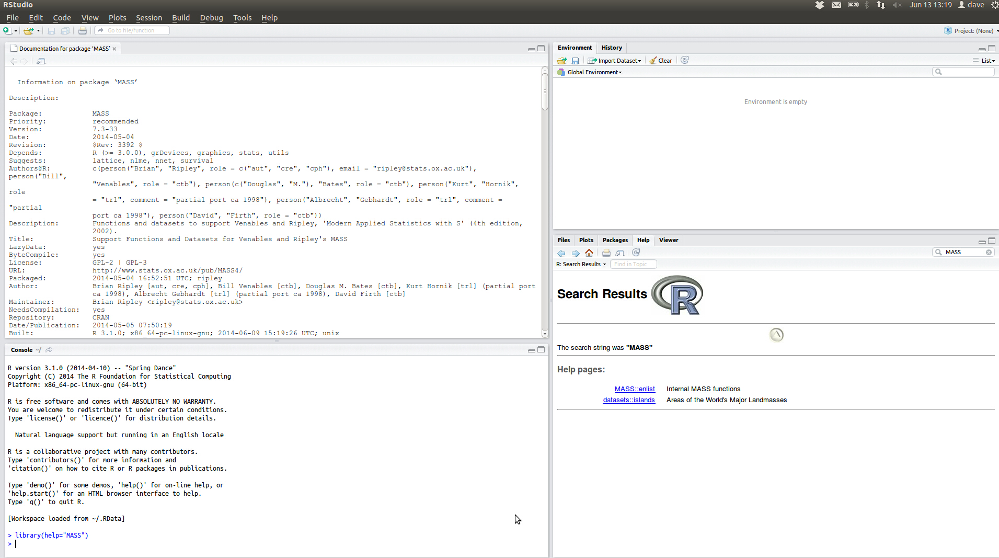 RStudio
Jun 13 13:19 dave
File Edit Code View Plots Session Build Debug Tools Help
Go to file/function
Project: (None)
Documentation for package ‘MASS’
Information on package ‘MASS’
Description:
Package: MASS
Priority: recommended
Version: 7.3-33
Date: 2014-05-04
Revision: $Rev: 3392 $
Depends: R (>= 3.0.0), grDevices, graphics, stats, utils
Suggests: lattice, nlme, nnet, survival
Authors@R: c(person("Brian", "Ripley", role = c("aut", "cre", "cph"), email = "ripley@stats.ox.ac.uk"),
person("Bill",
"Venables", role = "ctb"), person(c("Douglas", "M."), "Bates", role = "ctb"), person("Kurt", "Hornik",
role
= "trl", comment = "partial port ca 1998"), person("Albrecht", "Gebhardt", role = "trl", comment =
"partial
port ca 1998"), person("David", "Firth", role = "ctb"))
Description: Functions and datasets to support Venables and Ripley, 'Modern Applied Statistics with S' (4th edition,
2002).
Title: Support Functions and Datasets for Venables and Ripley's MASS
LazyData: yes
ByteCompile: yes
License: GPL-2 | GPL-3
URL: http://www.stats.ox.ac.uk/pub/MASS4/
Packaged: 2014-05-04 16:52:51 UTC; ripley
Author: Brian Ripley [aut, cre, cph], Bill Venables [ctb], Douglas M. Bates [ctb], Kurt Hornik [trl] (partial port
ca 1998), Albrecht Gebhardt [trl] (partial port ca 1998), David Firth [ctb]
Maintainer: Brian Ripley <ripley@stats.ox.ac.uk>
NeedsCompilation: yes
Repository: CRAN
Date/Publication: 2014-05-05 07:50:19
Built: R 3.1.0; x86_64-pc-linux-gnu; 2014-06-09 15:19:26 UTC; unix
Console ~/
R version 3.1.0 (2014-04-10) -- "Spring Dance"
Copyright (C) 2014 The R Foundation for Statistical Computing
Platform: x86_64-pc-linux-gnu (64-bit)
R is free software and comes with ABSOLUTELY NO WARRANTY.
You are welcome to redistribute it under certain conditions.
Type 'license()' or 'licence()' for distribution details.
Natural language support but running in an English locale
R is a collaborative project with many contributors.
Type 'contributors()' for more information and
'citation()' on how to cite R or R packages in publications.
Type 'demo()' for some demos, 'help()' for on-line help, or
'help.start()' for an HTML browser interface to help.
Type 'q()' to quit R.
[Workspace loaded from ~/.RData]
> library(help="MASS")
>
Environment History
Import Dataset Clear List
Global Environment
Environment is empty
Files Plots Packages Help Viewer
MASS
R: Search Results Find in Topic
Search Results R
The search string was "MASS"
Help pages:
MASS::enlist Internal MASS functions
datasets::islands Areas of the World's Major Landmasses